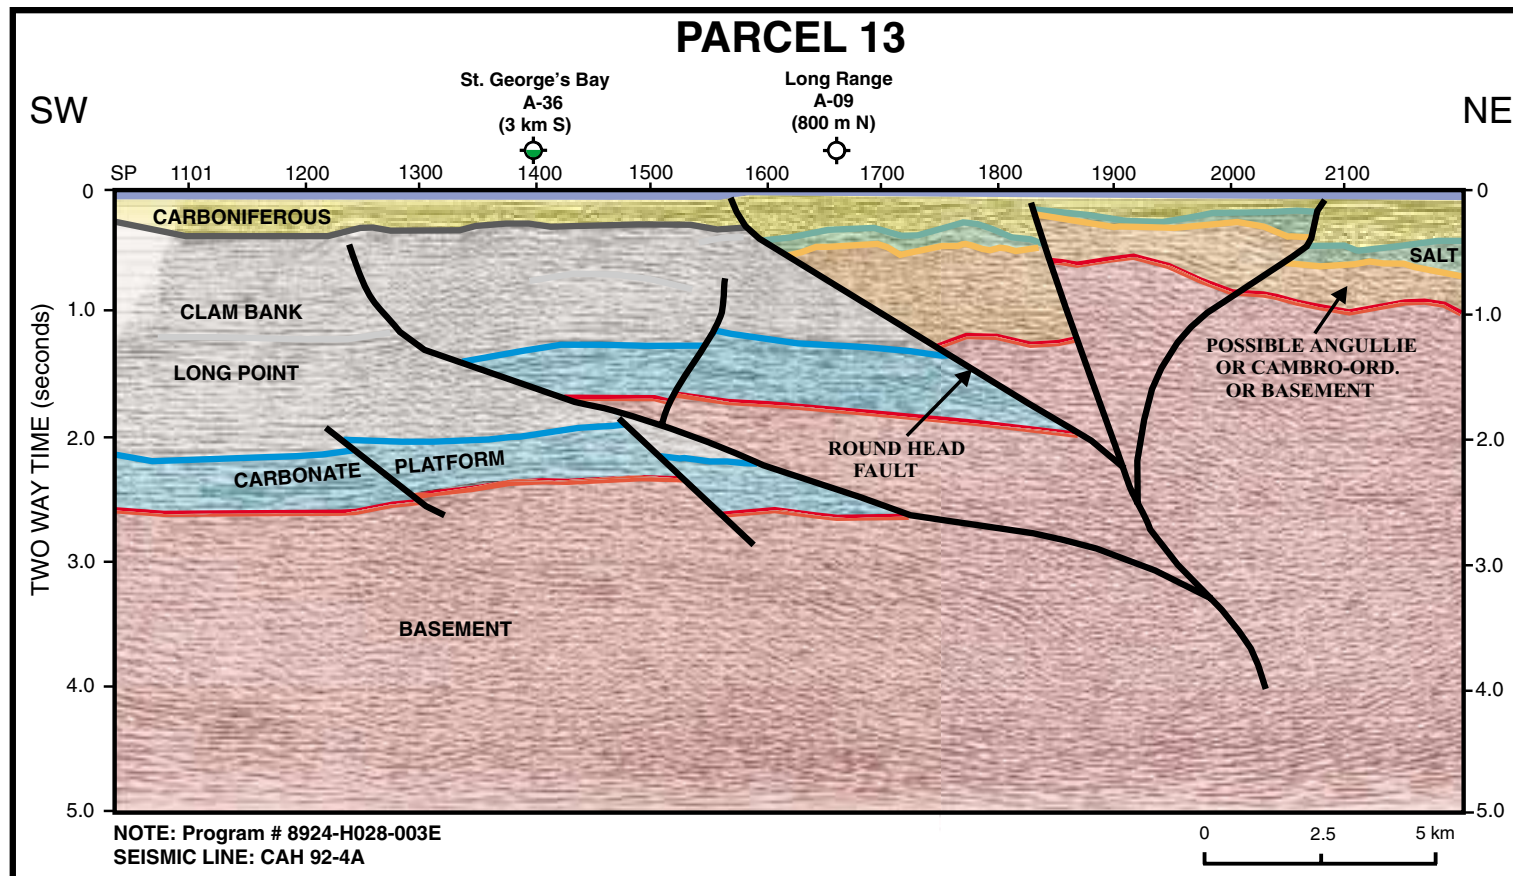 PARCEL 13
St. George's Bay
A-36
(3 km S)
Long Range
A-09
(800 m N)
SW
NE
SP 1101 1200 1300 1400 1500 1600 1700 1800 1900 2000 2100
0
0
CARBONIFEROUS
SALT
1.0
1.0
CLAM BANK
LONG POINT
POSSIBLE ANGULLIE
OR CAMBRO-ORD.
OR BASEMENT
TWO WAY TIME (seconds)
2.0
2.0
ROUND HEAD
FAULT
CARBONATE PLATFORM
3.0
3.0
BASEMENT
4.0
4.0
5.0
5.0
NOTE: Program # 8924-H028-003E
SEISMIC LINE: CAH 92-4A
0 2.5 5 km